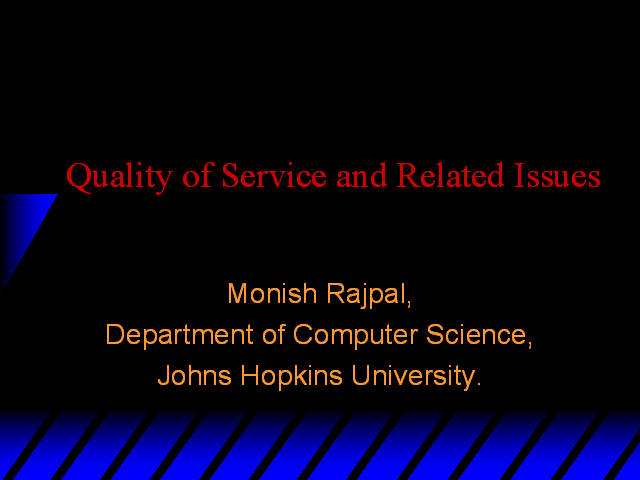 Quality of Service and Related Issues
Monish Rajpal,
Department of Computer Science,
Johns Hopkins University.